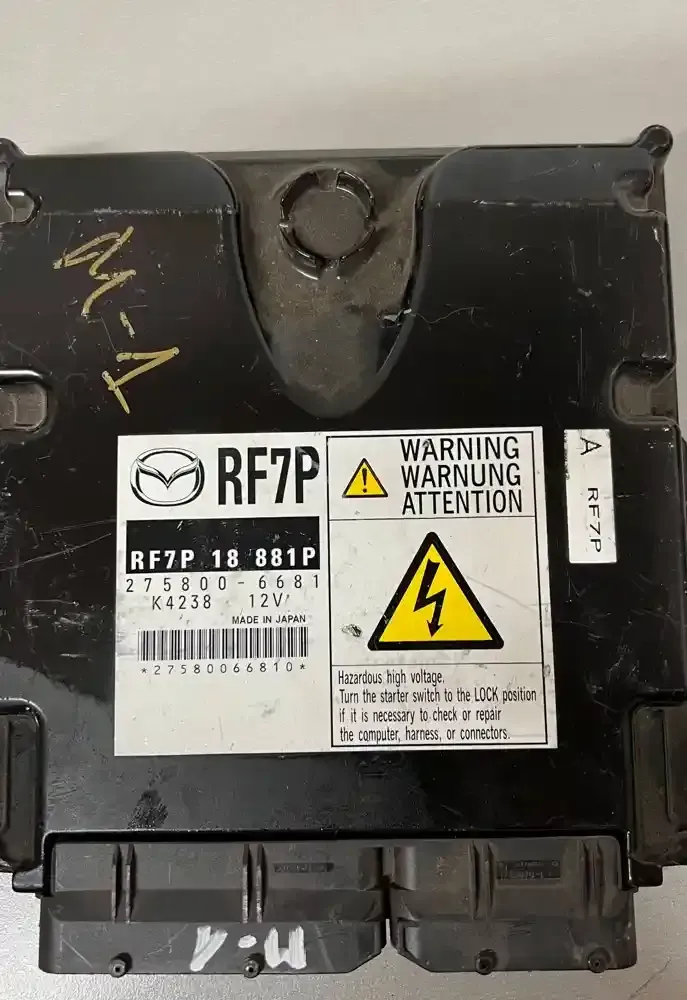 M-1
RF7P
RF7P 18 881P
275800-6681
K4238 12V
MADE IN JAPAN
*27580066810*
WARNING
WARNUNG
ATTENTION
Hazardous high voltage.
Turn the starter switch to the LOCK position
if it is necessary to check or repair
the computer, harness, or connectors.
A RF7P
M-1